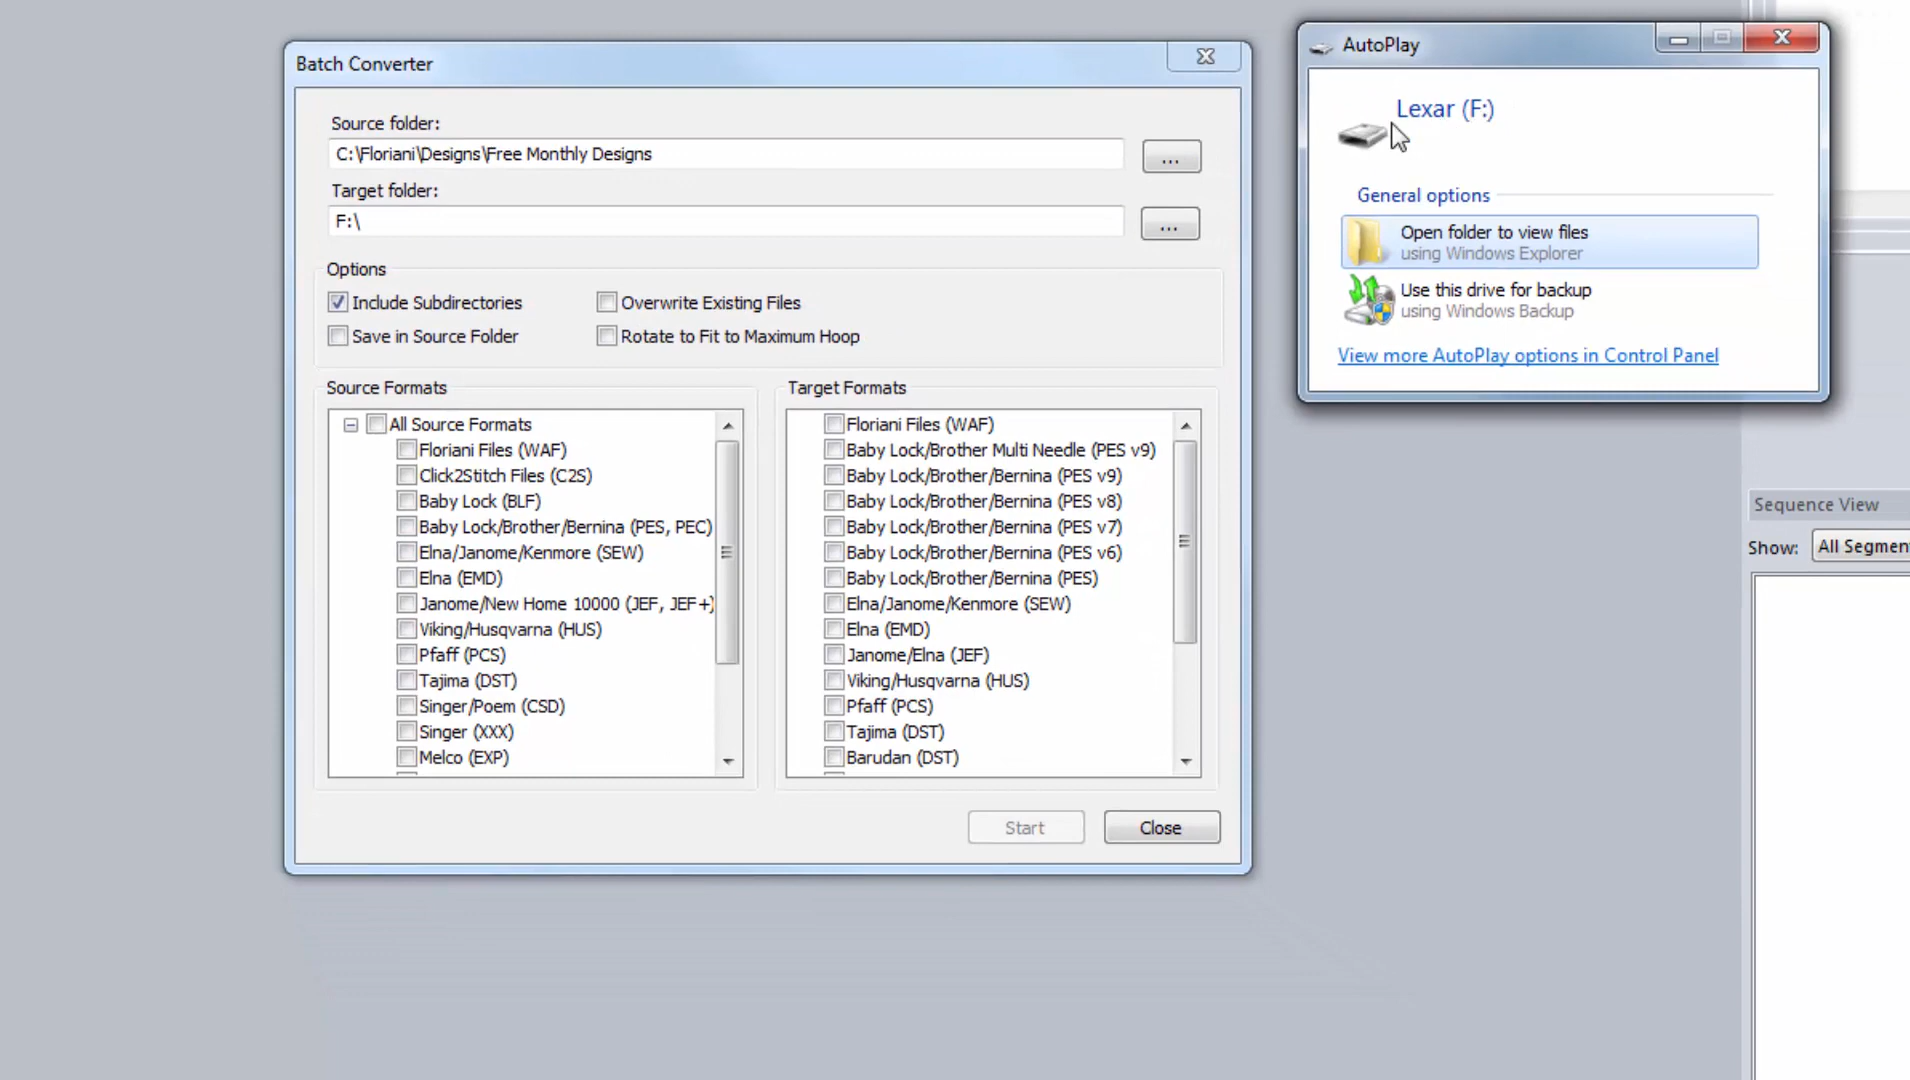 Batch Converter
Source folder:
C:\Floriani\Designs\Free Monthly Designs
...
Target folder:
F:\
...
Options
Include Subdirectories
Overwrite Existing Files
Save in Source Folder
Rotate to Fit to Maximum Hoop
Source Formats
All Source Formats
Floriani Files (WAF)
Click2Stitch Files (C2S)
Baby Lock (BLF)
Baby Lock/Brother/Bernina (PES, PEC)
Elna/Janome/Kenmore (SEW)
Elna (EMD)
Janome/New Home 10000 (JEF, JEF+)
Viking/Husqvarna (HUS)
Pfaff (PCS)
Tajima (DST)
Singer/Poem (CSD)
Singer (XXX)
Melco (EXP)
Target Formats
Floriani Files (WAF)
Baby Lock/Brother Multi Needle (PES v9)
Baby Lock/Brother/Bernina (PES v9)
Baby Lock/Brother/Bernina (PES v8)
Baby Lock/Brother/Bernina (PES v7)
Baby Lock/Brother/Bernina (PES v6)
Baby Lock/Brother/Bernina (PES)
Elna/Janome/Kenmore (SEW)
Elna (EMD)
Janome/Elna (JEF)
Viking/Husqvarna (HUS)
Pfaff (PCS)
Tajima (DST)
Barudan (DST)
Start
Close
AutoPlay
Lexar (F:)
General options
Open folder to view files
using Windows Explorer
Use this drive for backup
using Windows Backup
View more AutoPlay options in Control Panel
Sequence View
Show:
All Segmen